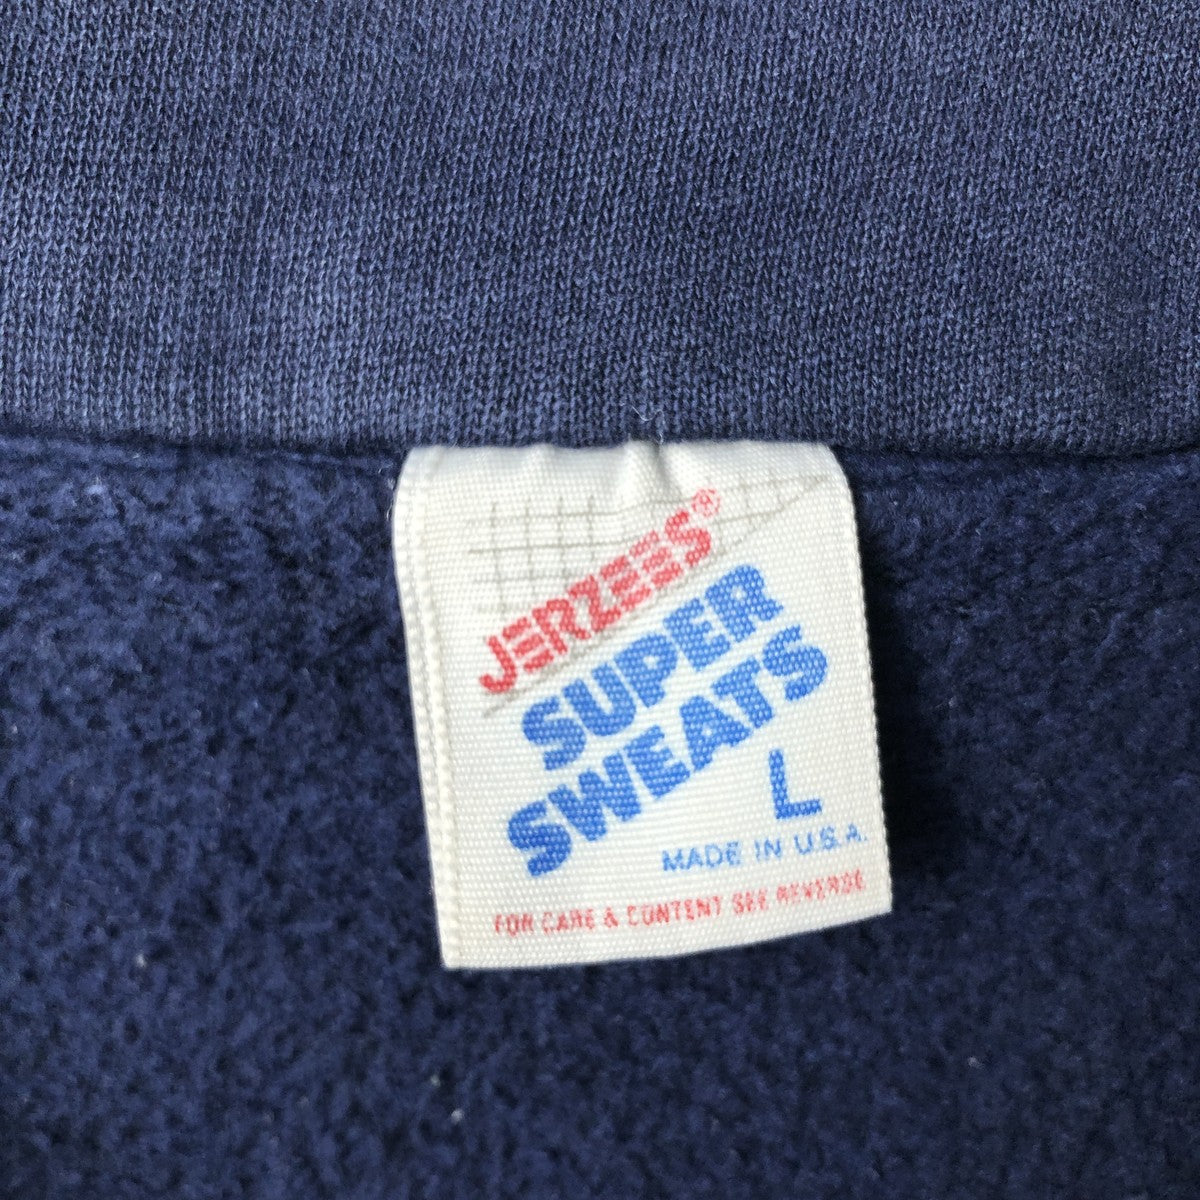 JERZEES®
SUPER
SWEATS
L
MADE IN U.S.A.
FOR CARE & CONTENT SEE REVERSE